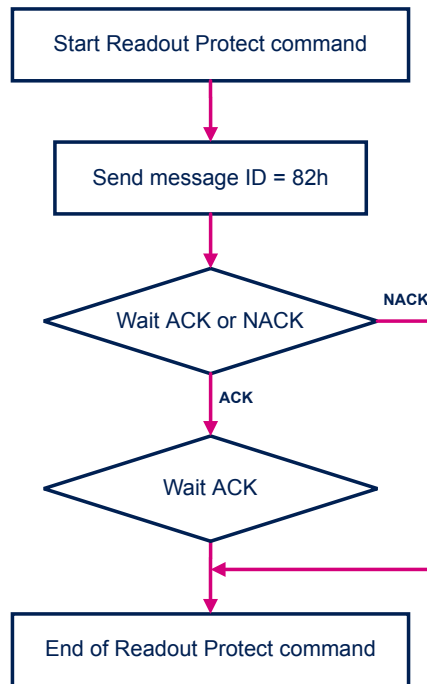 Start Readout Protect command
Send message ID = 82h
Wait ACK or NACK
NACK
ACK
Wait ACK
End of Readout Protect command